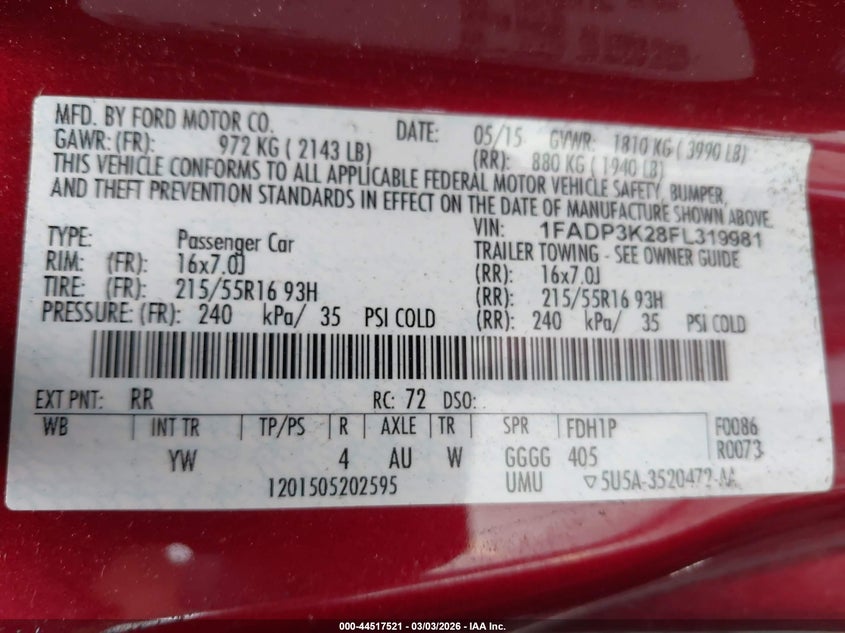 MFD. BY FORD MOTOR CO. DATE: 05/15 GVWR: 1810 KG ( 3990 LB)
GAWR: (FR): 972 KG ( 2143 LB) (RR): 880 KG ( 1940 LB)
THIS VEHICLE CONFORMS TO ALL APPLICABLE FEDERAL MOTOR VEHICLE SAFETY, BUMPER,
AND THEFT PREVENTION STANDARDS IN EFFECT ON THE DATE OF MANUFACTURE SHOWN ABOVE.
VIN: 1FADP3K28FL319981
TYPE: Passenger Car TRAILER TOWING - SEE OWNER GUIDE
RIM: (FR): 16x7.0J (RR): 16x7.0J
TIRE: (FR): 215/55R16 93H (RR): 215/55R16 93H
PRESSURE: (FR): 240 kPa/ 35 PSI COLD (RR): 240 kPa/ 35 PSI COLD
EXT PNT: RR RC: 72 DSO:
WB INT TR TP/PS R AXLE TR SPR FDH1P F0086
YW 4 AU W GGGG 405 R0073
1201505202595 UMU ▽5U5A-3520472-AA
000-44517521 - 03/03/2026 - IAA Inc.